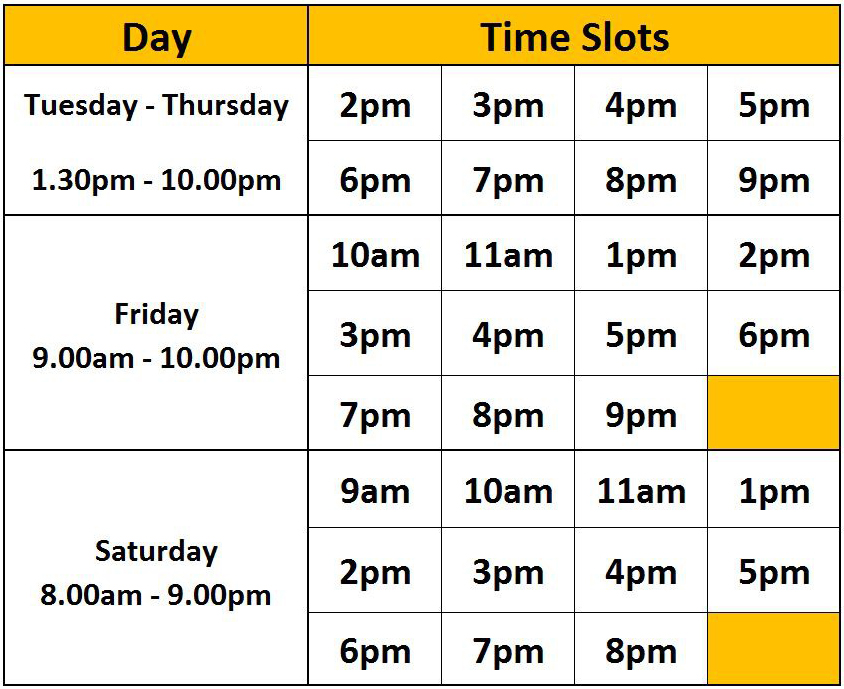 Day Time Slots
Tuesday - Thursday
1.30pm - 10.00pm
2pm 3pm 4pm 5pm
6pm 7pm 8pm 9pm
Friday
9.00am - 10.00pm
10am 11am 1pm 2pm
3pm 4pm 5pm 6pm
7pm 8pm 9pm
Saturday
8.00am - 9.00pm
9am 10am 11am 1pm
2pm 3pm 4pm 5pm
6pm 7pm 8pm